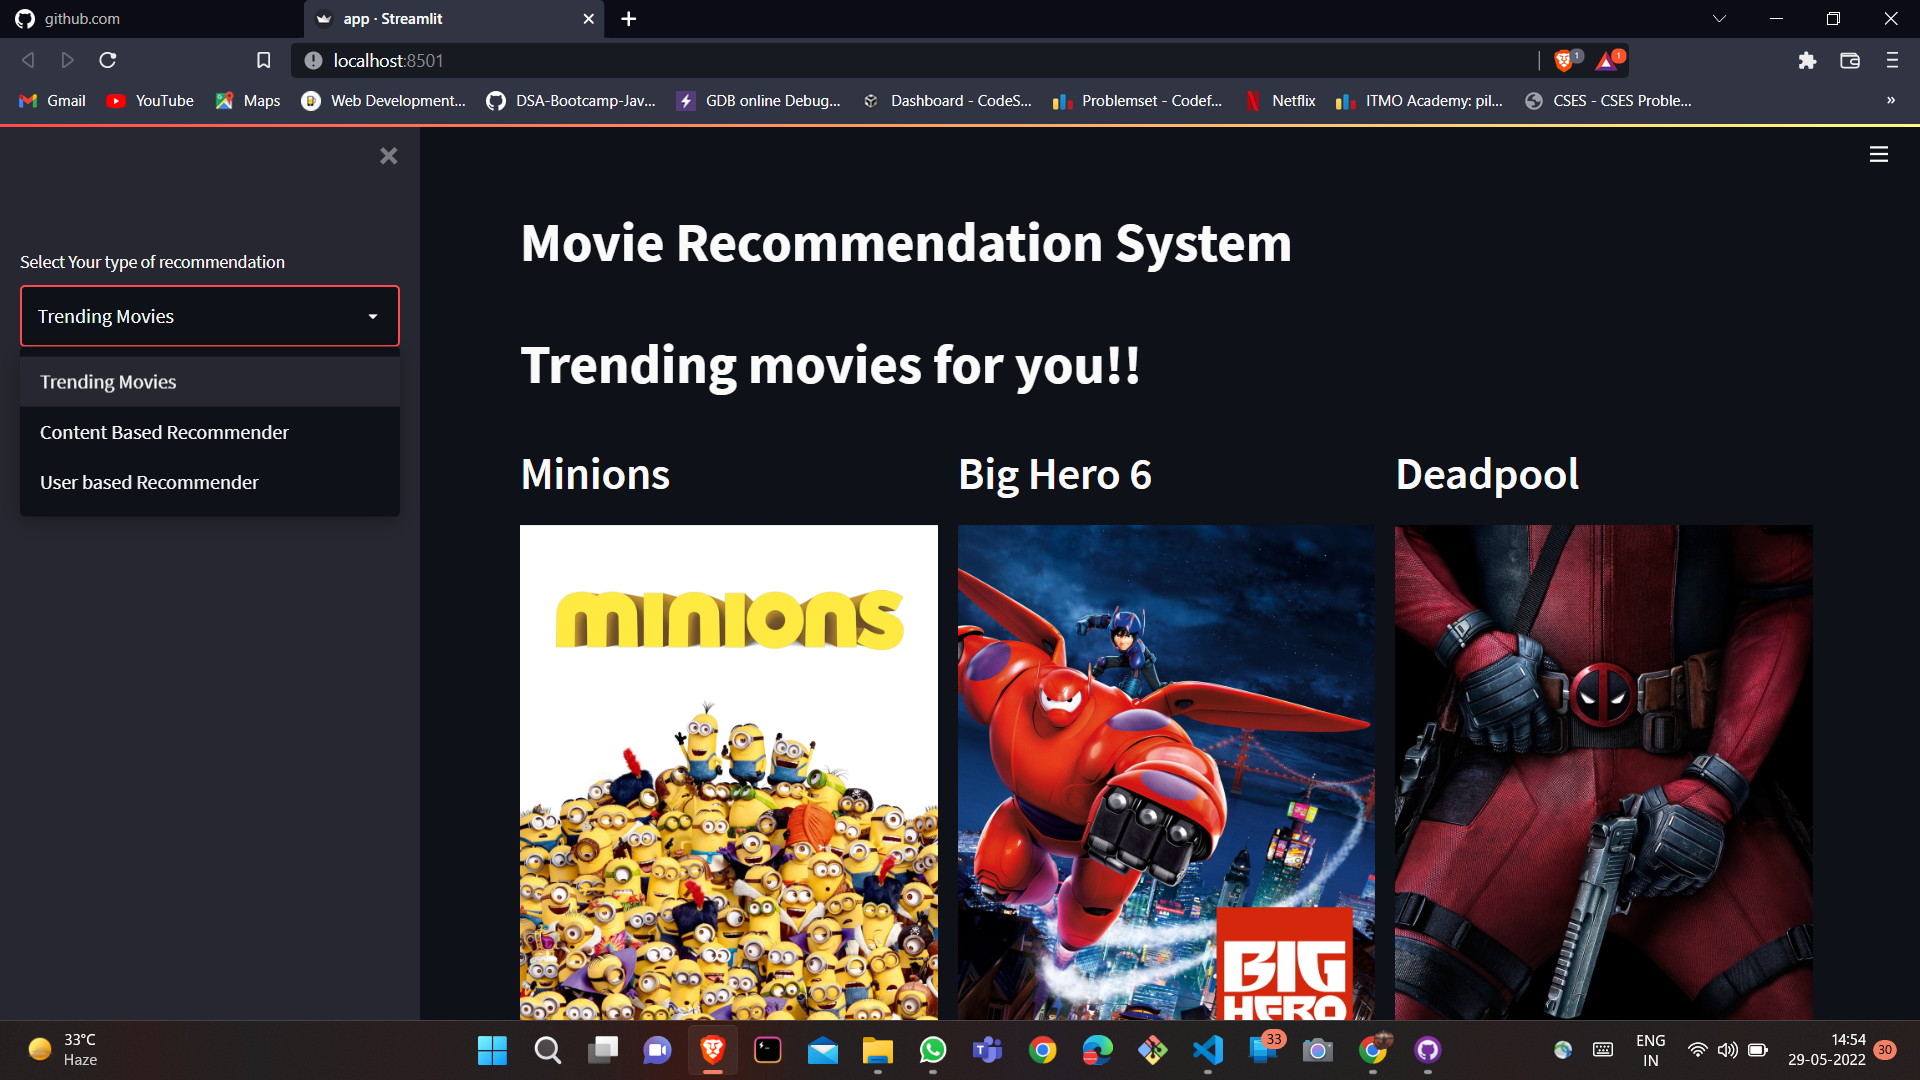 github.com
app · Streamlit
localhost:8501
1
1
Gmail
YouTube
Maps
Web Development...
DSA-Bootcamp-Jav...
GDB online Debug...
Dashboard - CodeS...
Problemset - Codef...
Netflix
ITMO Academy: pil...
CSES - CSES Proble...
»
Select Your type of recommendation
Trending Movies
Trending Movies
Content Based Recommender
User based Recommender
Movie Recommendation System
Trending movies for you!!
Minions
Big Hero 6
Deadpool
minions
BIG
HERO
33°C
Haze
33
ENG
IN
14:54
29-05-2022
30